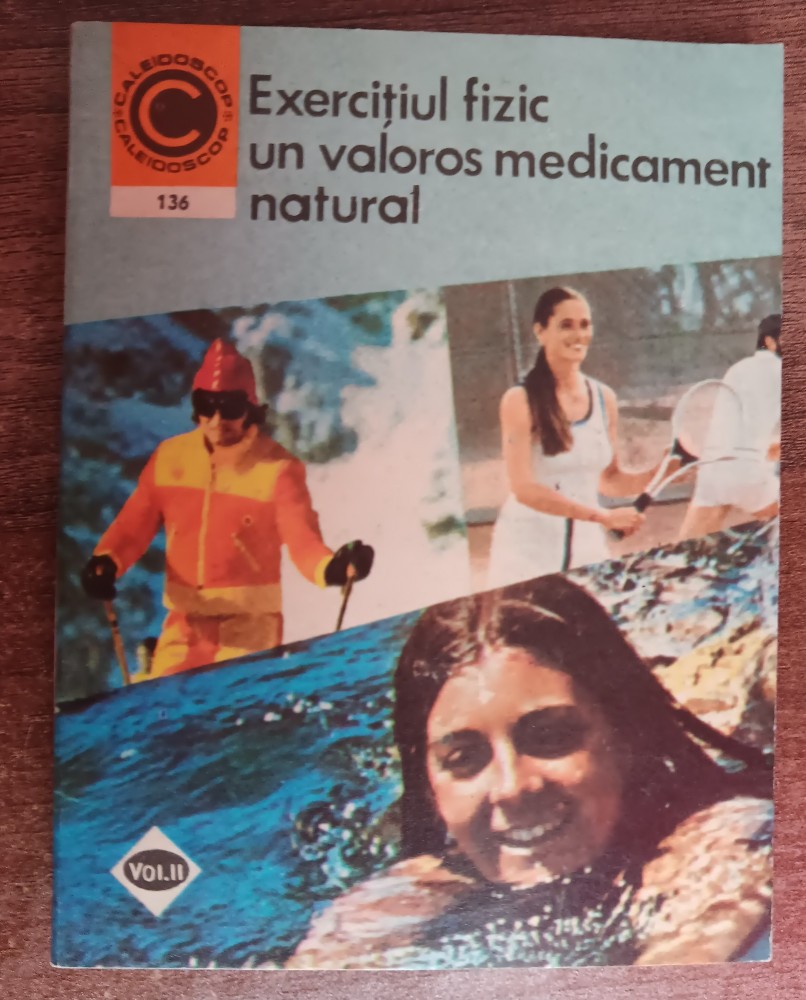 CALEIDOSCOP
CALEIDOSCOP
136
Exercițiul fizic
un valoros medicament
natural
VOL.II